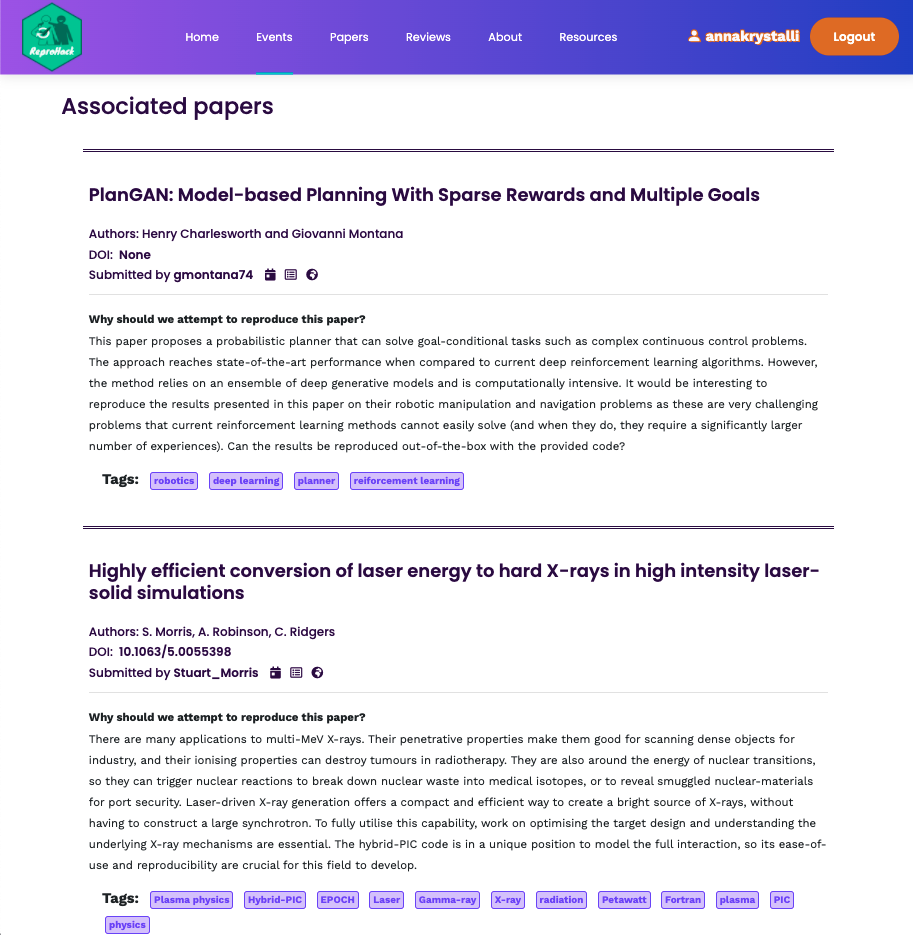 ReproHack
Home Events Papers Reviews About Resources annakrystalli Logout
Associated papers
PlanGAN: Model-based Planning With Sparse Rewards and Multiple Goals
Authors: Henry Charlesworth and Giovanni Montana
DOI: None
Submitted by gmontana74
Why should we attempt to reproduce this paper?
This paper proposes a probabilistic planner that can solve goal-conditional tasks such as complex continuous control problems.
The approach reaches state-of-the-art performance when compared to current deep reinforcement learning algorithms. However,
the method relies on an ensemble of deep generative models and is computationally intensive. It would be interesting to
reproduce the results presented in this paper on their robotic manipulation and navigation problems as these are very challenging
problems that current reinforcement learning methods cannot easily solve (and when they do, they require a significantly larger
number of experiences). Can the results be reproduced out-of-the-box with the provided code?
Tags: robotics deep learning planner reiforcement learning
Highly efficient conversion of laser energy to hard X-rays in high intensity laser-
solid simulations
Authors: S. Morris, A. Robinson, C. Ridgers
DOI: 10.1063/5.0055398
Submitted by Stuart_Morris
Why should we attempt to reproduce this paper?
There are many applications to multi-MeV X-rays. Their penetrative properties make them good for scanning dense objects for
industry, and their ionising properties can destroy tumours in radiotherapy. They are also around the energy of nuclear transitions,
so they can trigger nuclear reactions to break down nuclear waste into medical isotopes, or to reveal smuggled nuclear-materials
for port security. Laser-driven X-ray generation offers a compact and efficient way to create a bright source of X-rays, without
having to construct a large synchrotron. To fully utilise this capability, work on optimising the target design and understanding the
underlying X-ray mechanisms are essential. The hybrid-PIC code is in a unique position to model the full interaction, so its ease-of-
use and reproducibility are crucial for this field to develop.
Tags: Plasma physics Hybrid-PIC EPOCH Laser Gamma-ray X-ray radiation Petawatt Fortran plasma PIC
physics